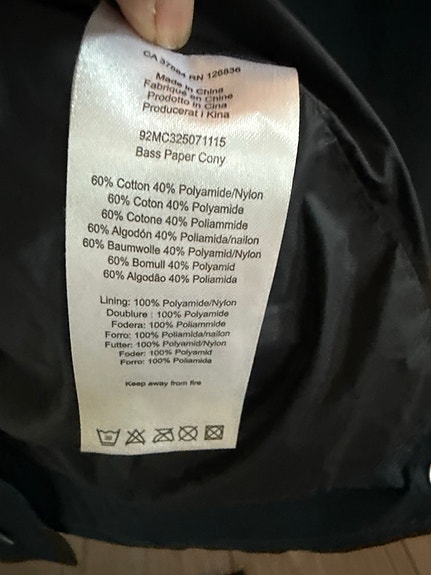 CA 37884 RN 126836
Made in China
Fabriqué en Chine
Prodotto in Cina
Producerat i Kina
92MC325071115
Bass Paper Cony
60% Cotton 40% Polyamide/Nylon
60% Coton 40% Polyamide
60% Cotone 40% Poliammide
60% Algodón 40% Poliamida/nailon
60% Baumwolle 40% Polyamid/Nylon
60% Bomull 40% Polyamid
60% Algodão 40% Poliamida
Lining: 100% Polyamide/Nylon
Doublure : 100% Polyamide
Fodera: 100% Poliammide
Forro: 100% Poliamida/nailon
Futter: 100% Polyamid/Nylon
Foder: 100% Polyamid
Forro: 100% Poliamida
Keep away from fire